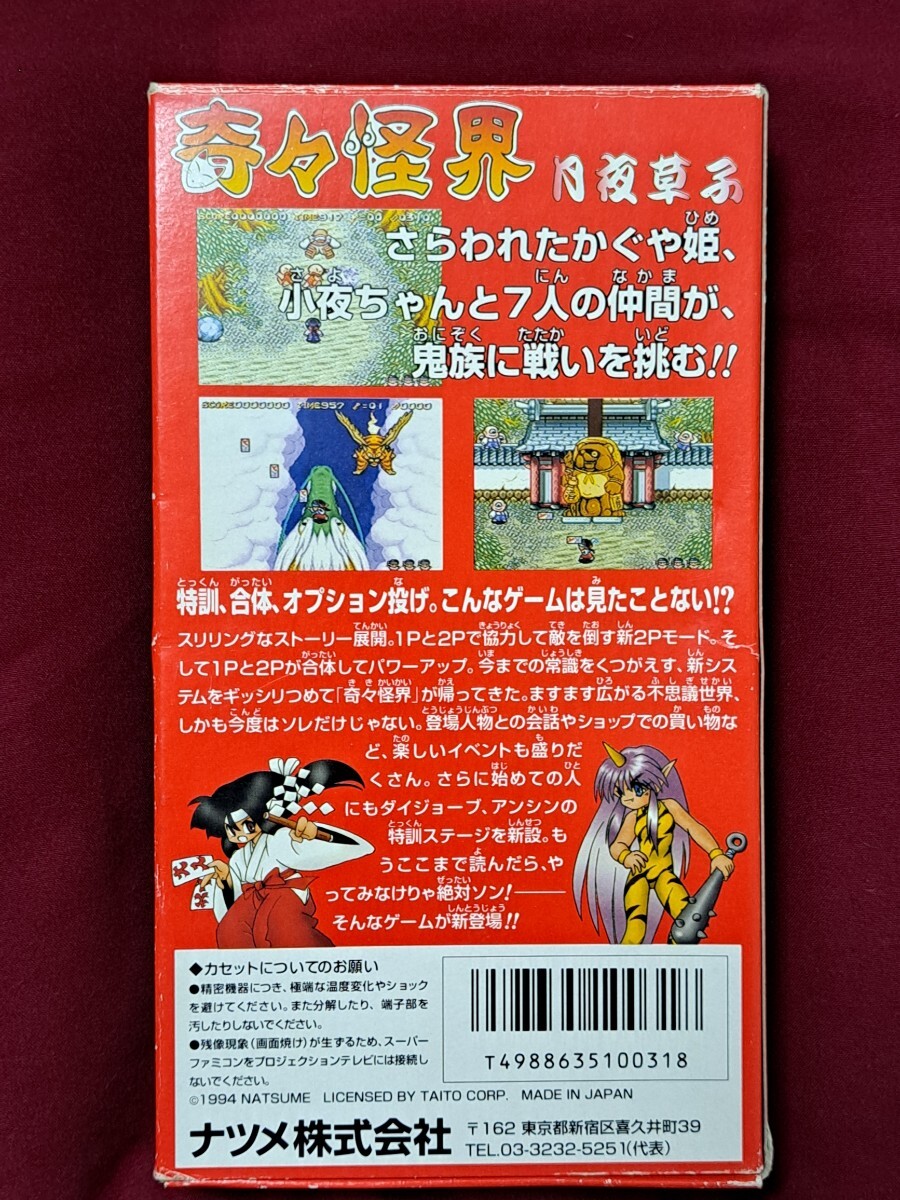 奇々怪界 月夜草子
SCORE0000000 TIME917
さらわれたかぐや姫、
小夜ちゃんと7人の仲間が、
鬼族に戦いを挑む!!
SCORE0000000 TIME957
特訓、合体、オプション投げ。こんなゲームは見たことない!?
スリリングなストーリー展開。1Pと2Pで協力して敵を倒す新2Pモード。そ
して1Pと2Pが合体してパワーアップ。今までの常識をくつがえす、新シス
テムをギッシリつめて「奇々怪界」が帰ってきた。ますます広がる不思議世界、
しかも今度はソレだけじゃない。登場人物との会話やショップでの買い物な
ど、楽しいイベントも盛りだ
くさん。さらに始めての人
にもダイジョーブ、アンシンの
特訓ステージを新設。も
うここまで読んだら、や
ってみなけりゃ絶対ソン!――
そんなゲームが新登場!!
◆カセットについてのお願い
●精密機器につき、極端な温度変化やショック
を避けてください。また分解したり、端子部を
汚したりしないでください。
●残像現象(画面焼け)が生ずるため、スーパー
ファミコンをプロジェクションテレビには接続し
ないでください。
T4988635100318
©1994 NATSUME LICENSED BY TAITO CORP. MADE IN JAPAN
ナツメ株式会社
〒162 東京都新宿区喜久井町39
TEL.03-3232-5251(代表)